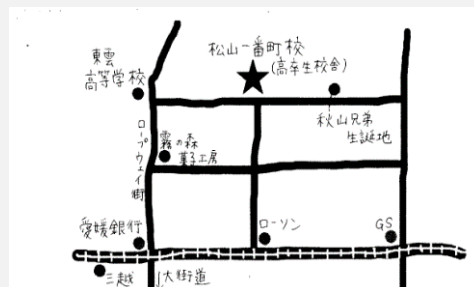 東雲
高等学校
松山一番町校
(高卒生校舎)
秋山兄弟
生誕地
ロープウェイ街
霧の森
菓子工房
愛媛銀行
ローソン
GS
三越
大街道